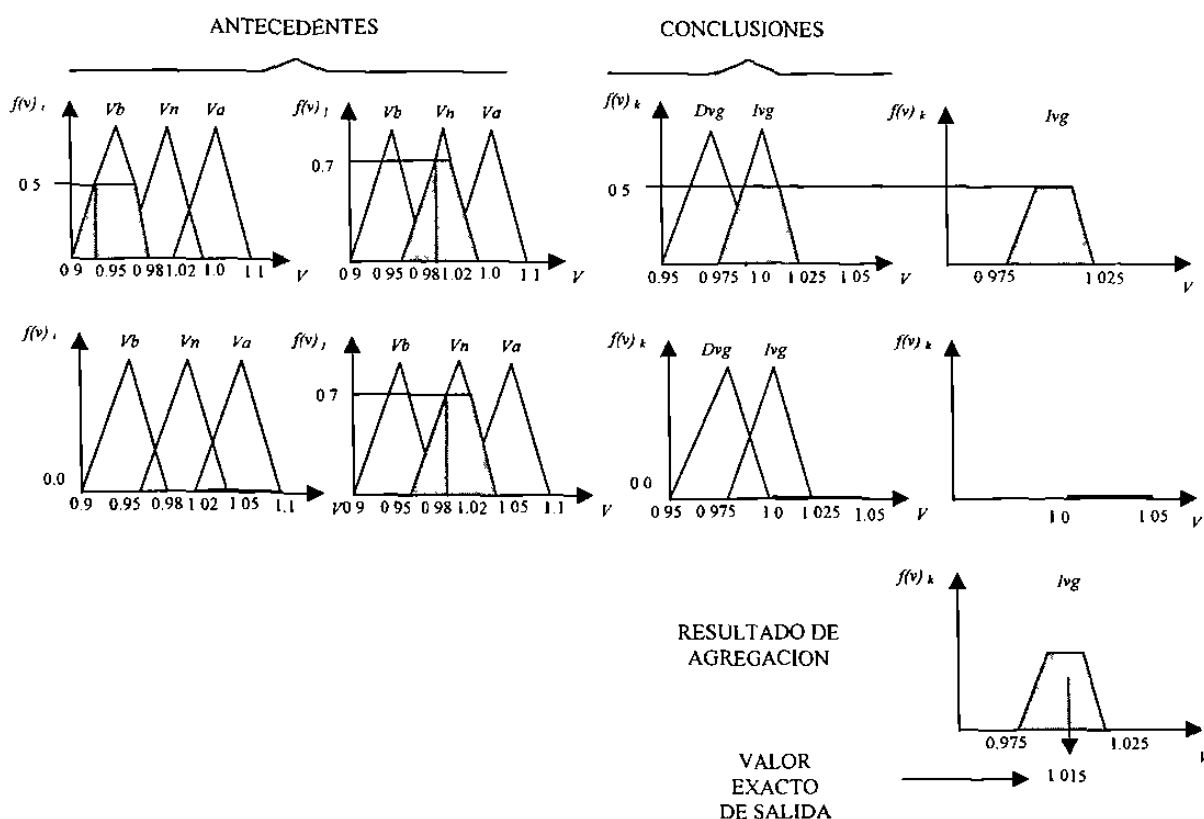 ANTECEDENTES CONCLUSIONES
f(v) i Vb Vn Va f(v) j Vb Vn Va f(v) k Dvg Ivg f(v) k Ivg
0 5 0.7 0 5
0 9 0.95 0 98 1.02 1.0 1 1 V 0 9 0 95 0 98 1 02 1 0 1 1 V 0 95 0 975 1 0 1 025 1 05 V 0 975 1 025 V
f(v) i Vb Vn Va f(v) j Vb Vn Va f(v) k Dvg Ivg f(v) k
0.0 0 7 0 0
0 9 0.95 0.98 1 02 1 05 1.1 V 0.9 0 95 0 98 1.02 1 05 1.1 V 0 95 0 975 1 0 1 025 1.05 V 1 0 1 05 V
f(v) k Ivg
RESULTADO DE
AGREGACION
0.975 1.025 V
VALOR
EXACTO
DE SALIDA
1 015